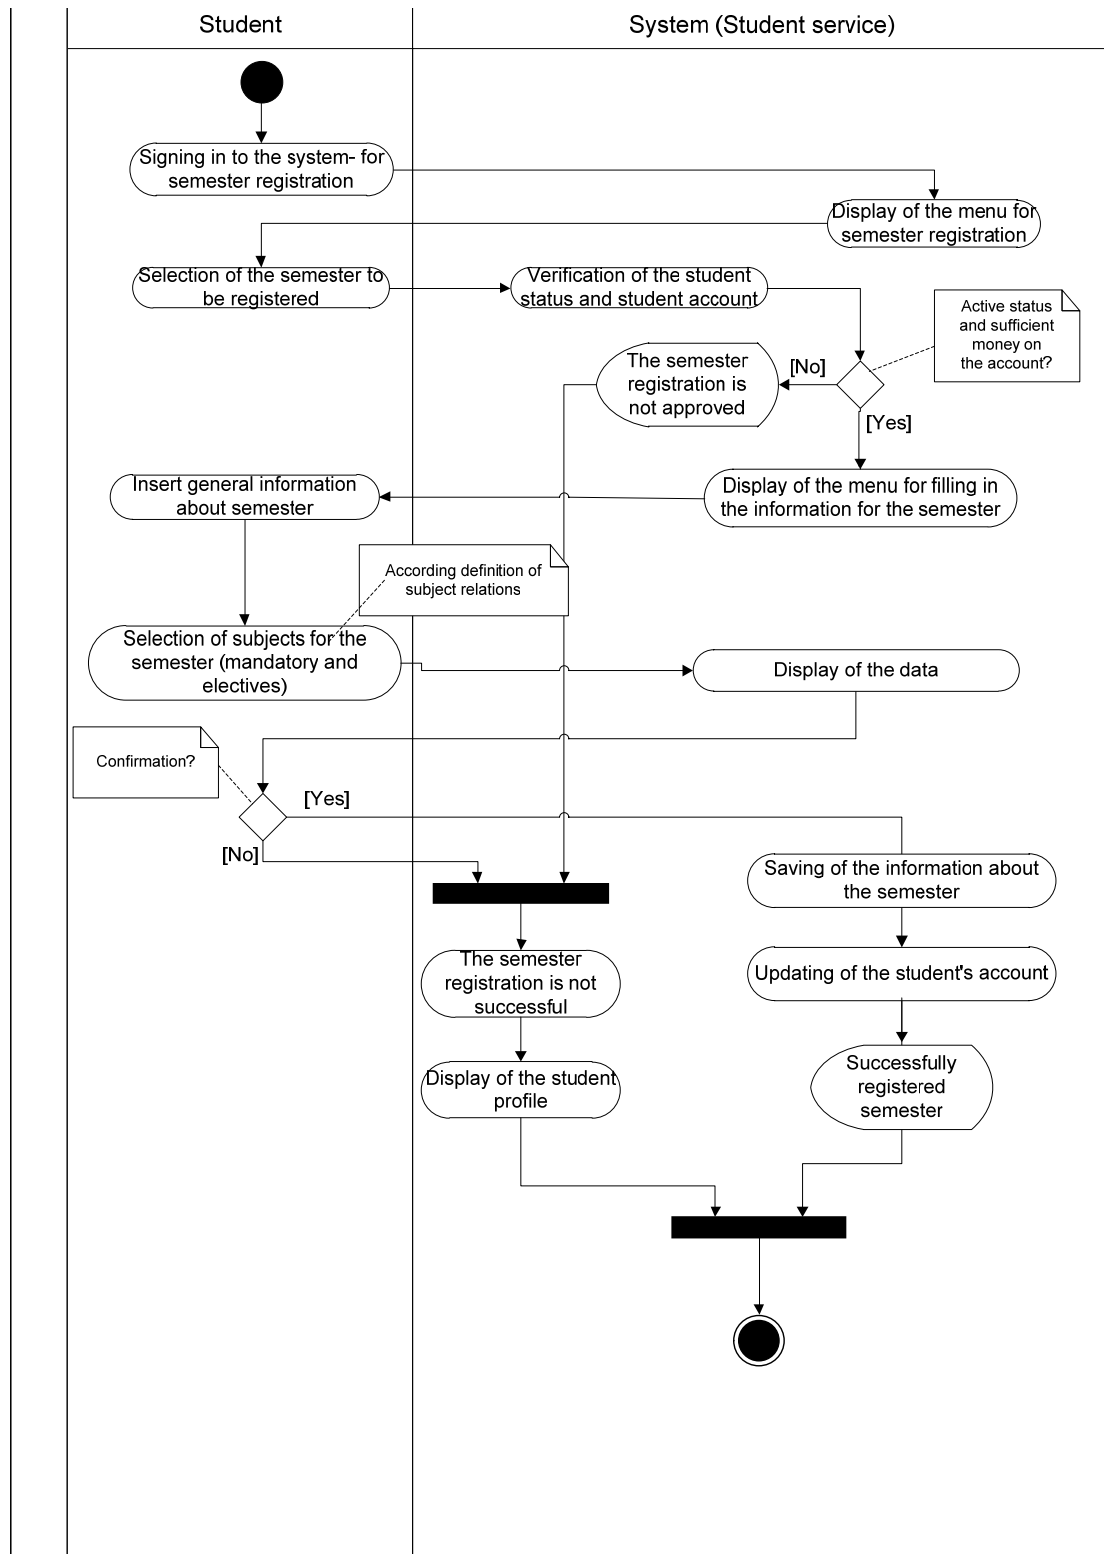 Student
System (Student service)
Signing in to the system- for
semester registration
Display of the menu for
semester registration
Selection of the semester to
be registered
Verification of the student
status and student account
Active status
and sufficient
money on
the account?
The semester
registration is
not approved
[No]
[Yes]
Insert general information
about semester
Display of the menu for filling in
the information for the semester
According definition of
subject relations
Selection of subjects for the
semester (mandatory and
electives)
Display of the data
Confirmation?
[Yes]
[No]
Saving of the information about
the semester
The semester
registration is not
successful
Updating of the student's account
Display of the student
profile
Successfully
registered
semester